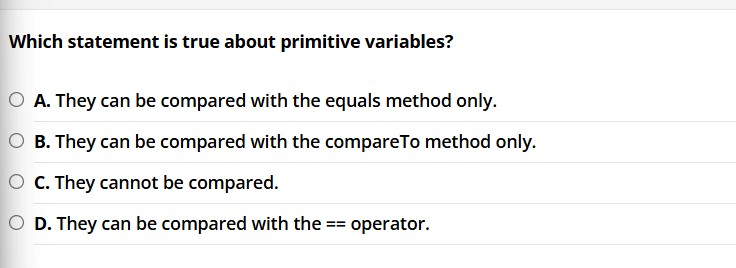 Which statement is true about primitive variables?
A. They can be compared with the equals method only.
B. They can be compared with the compareTo method only.
C. They cannot be compared.
D. They can be compared with the == operator.